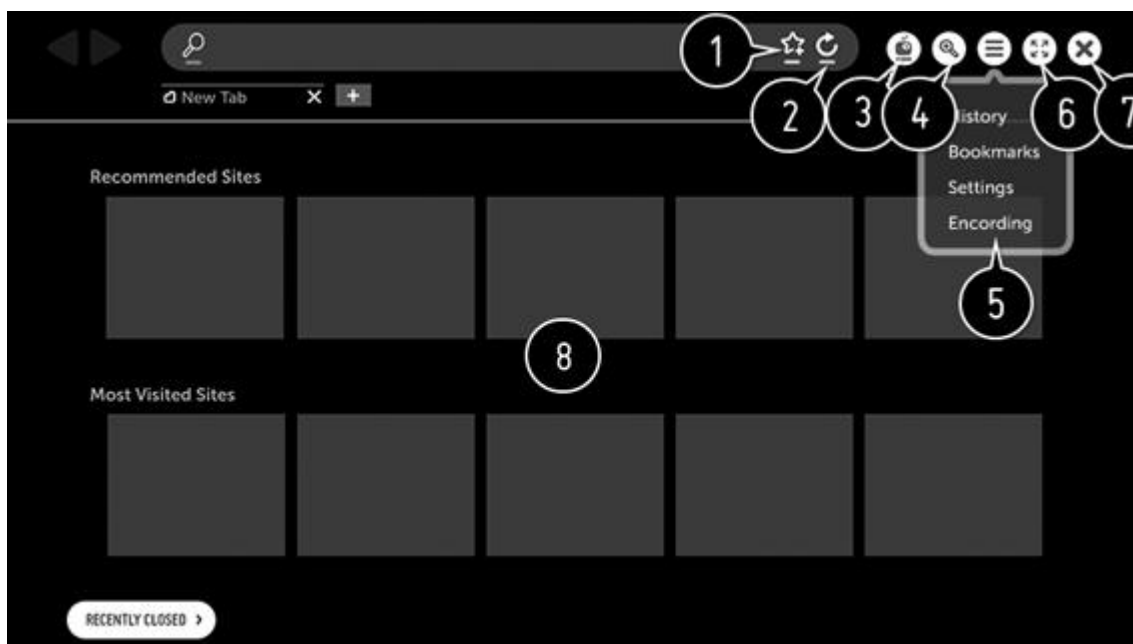 1
2
3
4
6
7
New Tab
History
Bookmarks
Settings
Encording
5
Recommended Sites
8
Most Visited Sites
RECENTLY CLOSED >